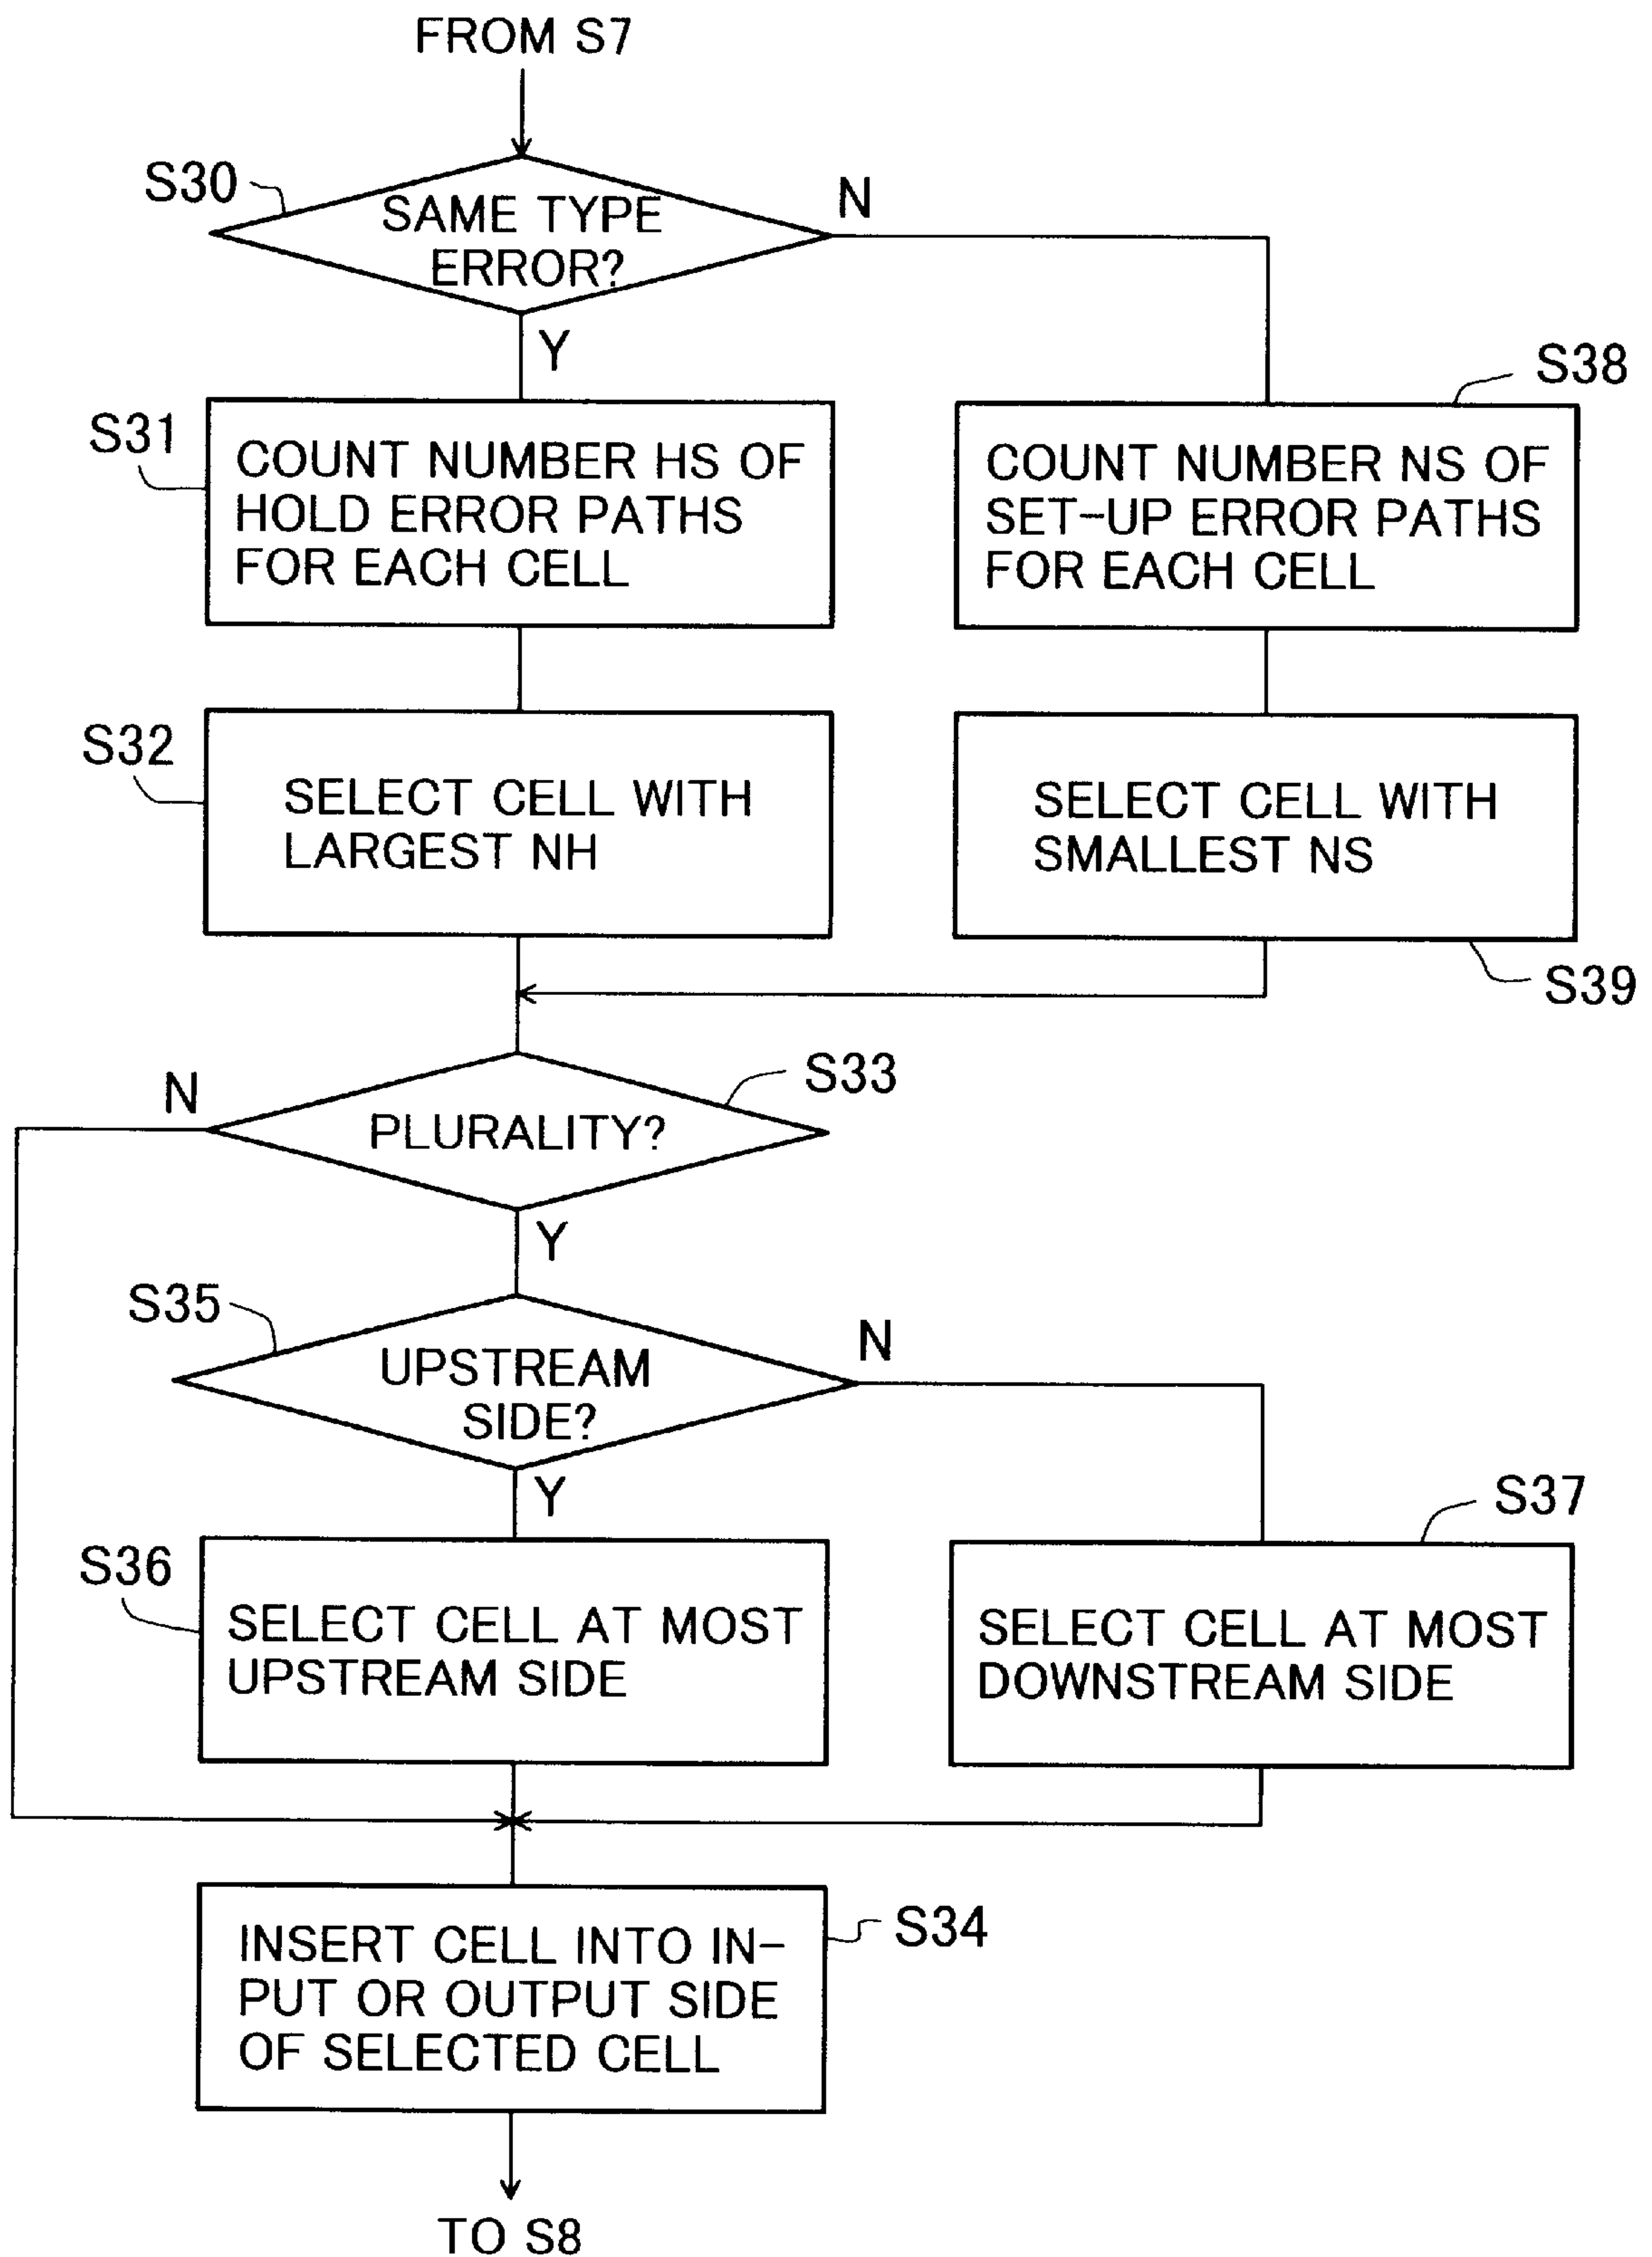 FROM S7
S30
SAME TYPE
ERROR?
N
Y
S31
COUNT NUMBER HS OF
HOLD ERROR PATHS
FOR EACH CELL
S38
COUNT NUMBER NS OF
SET-UP ERROR PATHS
FOR EACH CELL
S32
SELECT CELL WITH
LARGEST NH
SELECT CELL WITH
SMALLEST NS
S39
N
S33
PLURALITY?
Y
S35
UPSTREAM
SIDE?
N
Y
S36
SELECT CELL AT MOST
UPSTREAM SIDE
S37
SELECT CELL AT MOST
DOWNSTREAM SIDE
INSERT CELL INTO IN-
PUT OR OUTPUT SIDE
OF SELECTED CELL
S34
TO S8